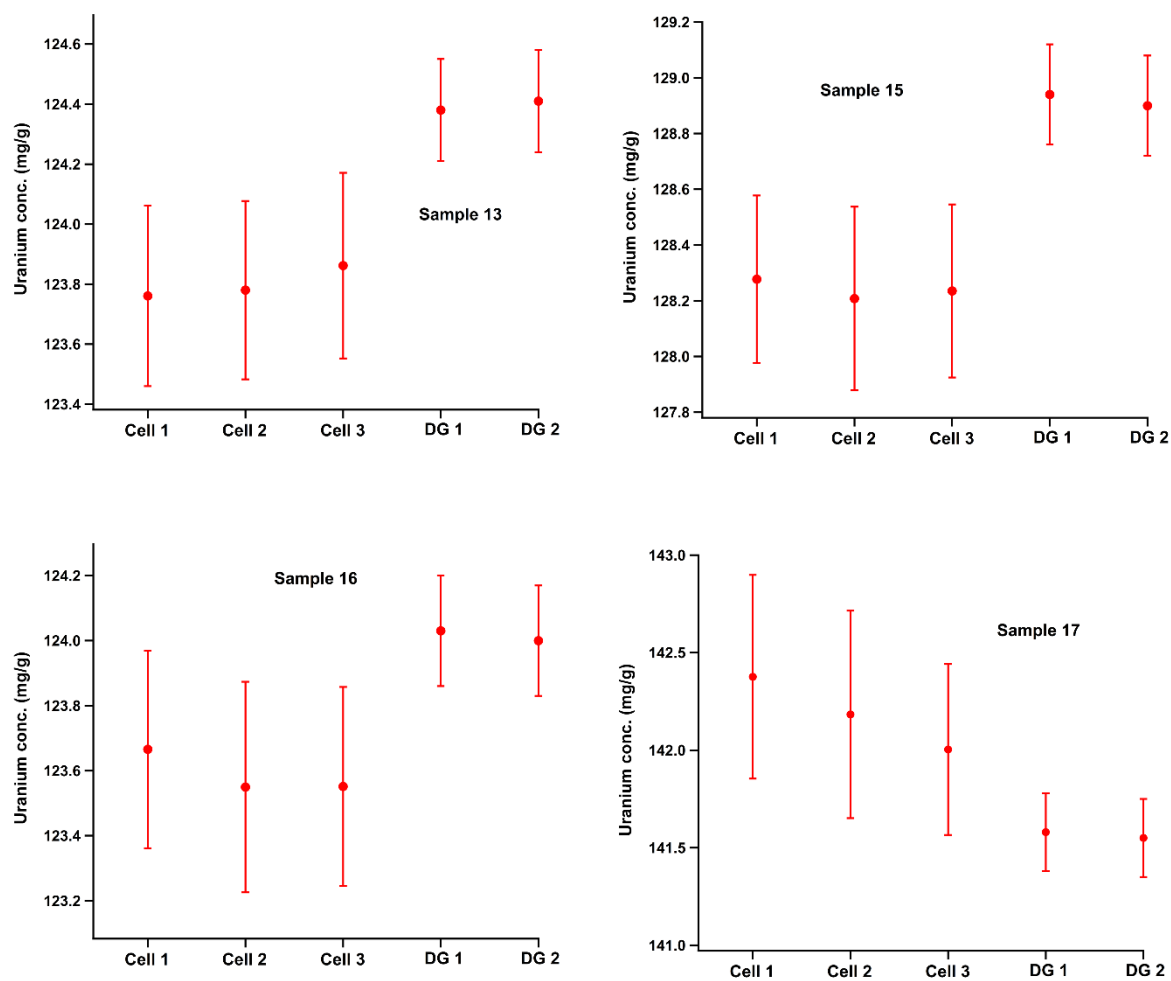 Uranium conc. (mg/g)
124.6
124.4
124.2
124.0
123.8
123.6
123.4
Sample 13
Cell 1 Cell 2 Cell 3 DG 1 DG 2
Uranium conc. (mg/g)
129.2
129.0
128.8
128.6
128.4
128.2
128.0
127.8
Sample 15
Cell 1 Cell 2 Cell 3 DG 1 DG 2
Uranium conc. (mg/g)
124.2
124.0
123.8
123.6
123.4
123.2
Sample 16
Cell 1 Cell 2 Cell 3 DG 1 DG 2
Uranium conc. (mg/g)
143.0
142.5
142.0
141.5
141.0
Sample 17
Cell 1 Cell 2 Cell 3 DG 1 DG 2